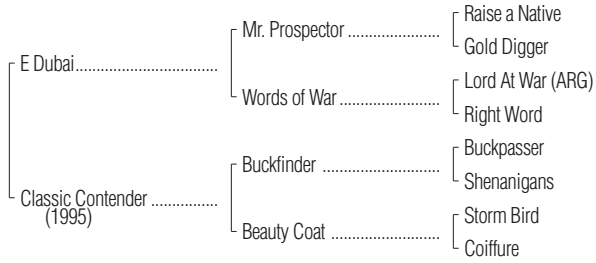 Raise a Native
Mr. Prospector ....................
Gold Digger
E Dubai................................
Lord At War (ARG)
Words of War......................
Right Word
Buckpasser
Buckfinder .........................
Shenanigans
Classic Contender ...............
(1995)
Storm Bird
Beauty Coat .......................
Coiffure